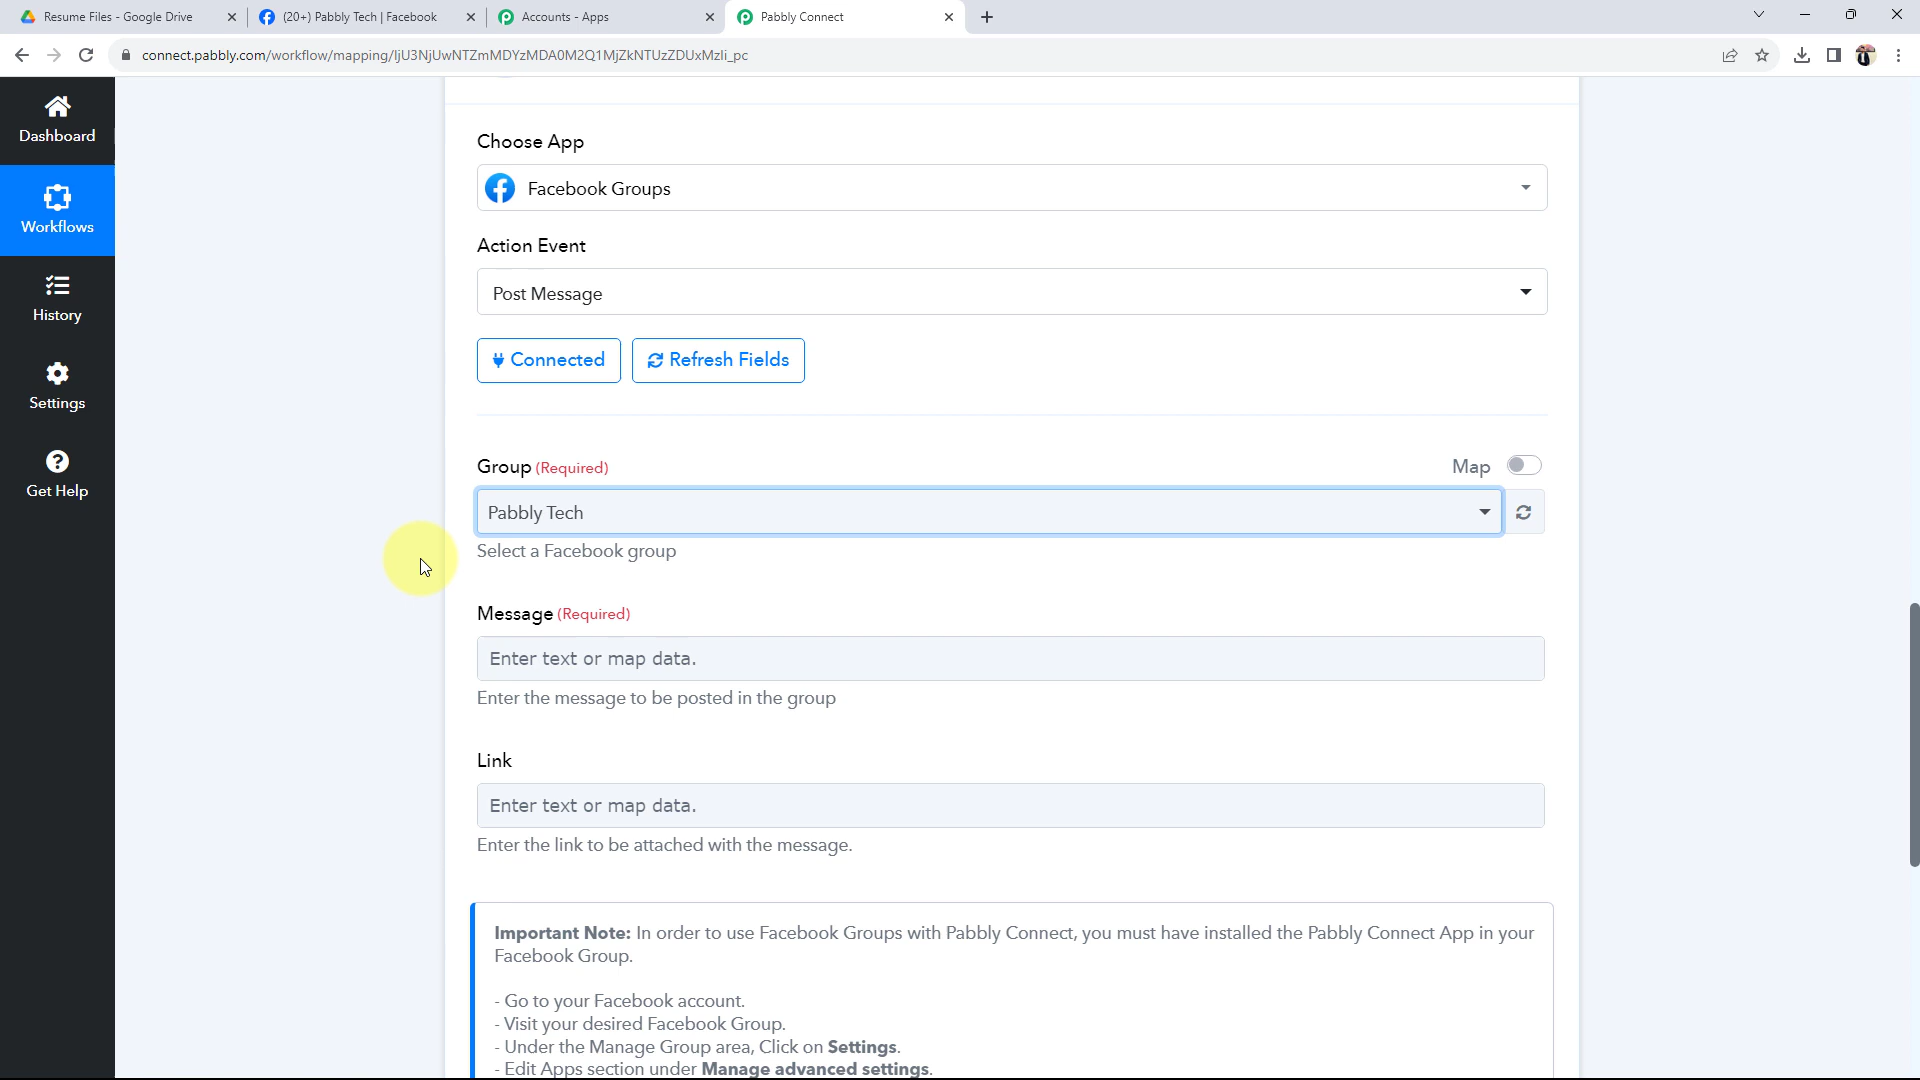 Resume Files - Google Drive
(20+) Pabbly Tech | Facebook
Accounts - Apps
Pabbly Connect
connect.pabbly.com/workflow/mapping/IjU3NjUwNTZmMDYzMDA0M2Q1MjZkNTUzZDUxMzIi_pc
Dashboard
Workflows
History
Settings
Get Help
Choose App
Facebook Groups
Action Event
Post Message
Connected
Refresh Fields
Group (Required)
Map
Pabbly Tech
Select a Facebook group
Message (Required)
Enter text or map data.
Enter the message to be posted in the group
Link
Enter text or map data.
Enter the link to be attached with the message.
Important Note: In order to use Facebook Groups with Pabbly Connect, you must have installed the Pabbly Connect App in your
Facebook Group.
- Go to your Facebook account.
- Visit your desired Facebook Group.
- Under the Manage Group area, Click on Settings.
- Edit Apps section under Manage advanced settings.